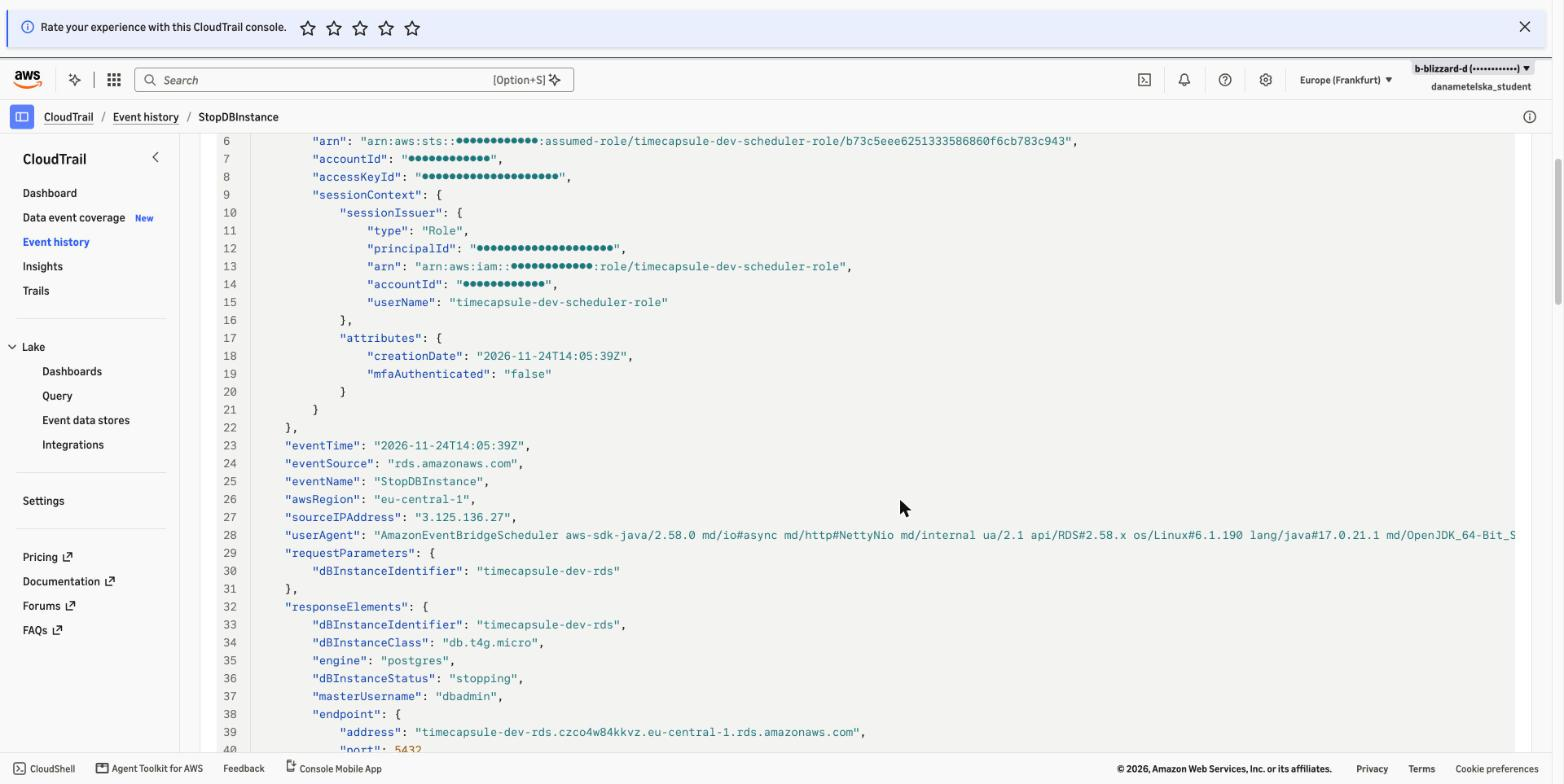 Rate your experience with this CloudTrail console.
aws
Search
[Option+S]
Europe (Frankfurt)
b-blizzard-d (••••••••••••)
danametelska_student
CloudTrail / Event history / StopDBInstance
CloudTrail
Dashboard
Data event coverage New
Event history
Insights
Trails
Lake
Dashboards
Query
Event data stores
Integrations
Settings
Pricing
Documentation
Forums
FAQs
6 "arn": "arn:aws:sts::●●●●●●●●●●●●:assumed-role/timecapsule-dev-scheduler-role/b73c5eee6251333586860f6cb783c943",
7 "accountId": "●●●●●●●●●●●●",
8 "accessKeyId": "●●●●●●●●●●●●●●●●●●●●",
9 "sessionContext": {
10 "sessionIssuer": {
11 "type": "Role",
12 "principalId": "●●●●●●●●●●●●●●●●●●●●",
13 "arn": "arn:aws:iam::●●●●●●●●●●●●:role/timecapsule-dev-scheduler-role",
14 "accountId": "●●●●●●●●●●●●",
15 "userName": "timecapsule-dev-scheduler-role"
16 },
17 "attributes": {
18 "creationDate": "2026-11-24T14:05:39Z",
19 "mfaAuthenticated": "false"
20 }
21 }
22 },
23 "eventTime": "2026-11-24T14:05:39Z",
24 "eventSource": "rds.amazonaws.com",
25 "eventName": "StopDBInstance",
26 "awsRegion": "eu-central-1",
27 "sourceIPAddress": "3.125.136.27",
28 "userAgent": "AmazonEventBridgeScheduler aws-sdk-java/2.58.0 md/io#async md/http#NettyNio md/internal ua/2.1 api/RDS#2.58.x os/Linux#6.1.190 lang/java#17.0.21.1 md/OpenJDK_64-Bit_S
29 "requestParameters": {
30 "dBInstanceIdentifier": "timecapsule-dev-rds"
31 },
32 "responseElements": {
33 "dBInstanceIdentifier": "timecapsule-dev-rds",
34 "dBInstanceClass": "db.t4g.micro",
35 "engine": "postgres",
36 "dBInstanceStatus": "stopping",
37 "masterUsername": "dbadmin",
38 "endpoint": {
39 "address": "timecapsule-dev-rds.czco4w84kkvz.eu-central-1.rds.amazonaws.com",
40 "port": 5432
CloudShell
Agent Toolkit for AWS
Feedback
Console Mobile App
© 2026, Amazon Web Services, Inc. or its affiliates.
Privacy
Terms
Cookie preferences